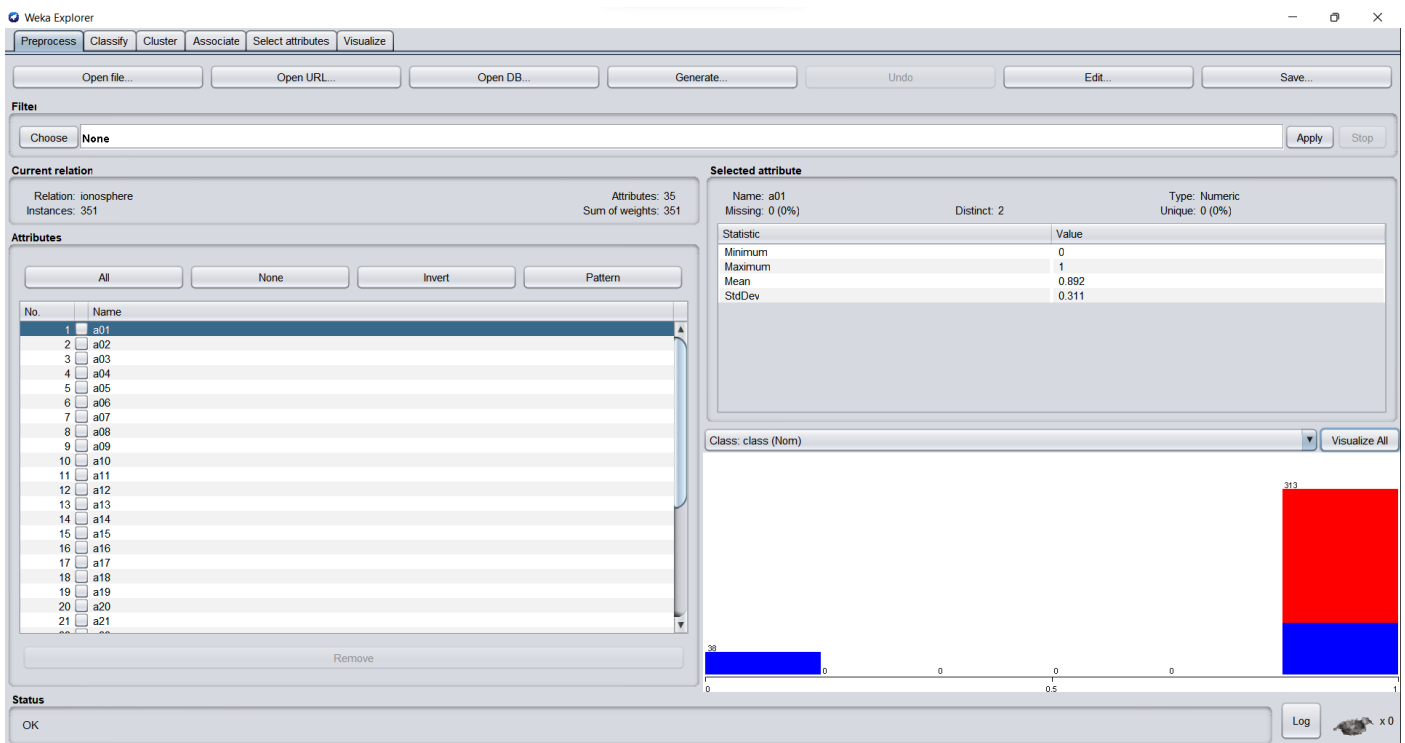 Weka Explorer
Preprocess Classify Cluster Associate Select attributes Visualize
Open file... Open URL... Open DB... Generate... Undo Edit... Save...
Filter
Choose None Apply Stop
Current relation
Relation: ionosphere Attributes: 35
Instances: 351 Sum of weights: 351
Attributes
All None Invert Pattern
No. Name
1 a01
2 a02
3 a03
4 a04
5 a05
6 a06
7 a07
8 a08
9 a09
10 a10
11 a11
12 a12
13 a13
14 a14
15 a15
16 a16
17 a17
18 a18
19 a19
20 a20
21 a21
Remove
Selected attribute
Name: a01 Type: Numeric
Missing: 0 (0%) Distinct: 2 Unique: 0 (0%)
Statistic Value
Minimum 0
Maximum 1
Mean 0.892
StdDev 0.311
Class: class (Nom) Visualize All
313
38
0 0 0 0
0 0.5 1
Status
OK Log x 0